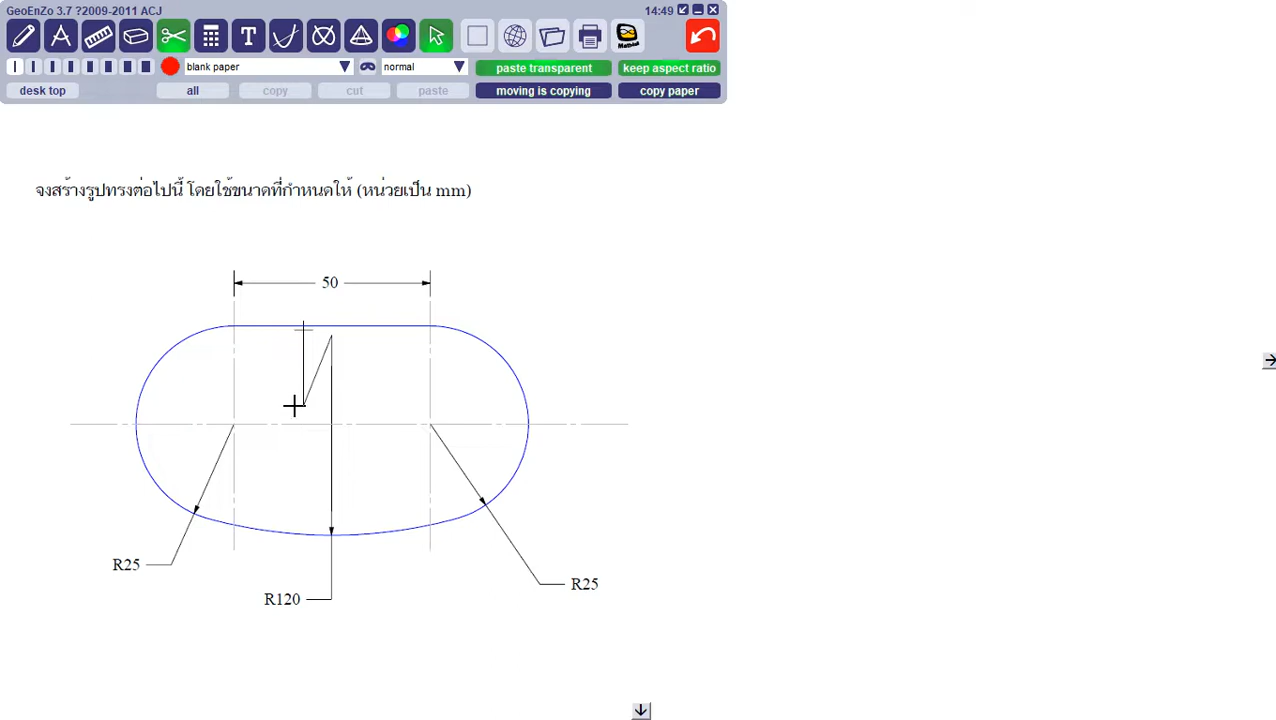 GeoEnZo 3.7 ?2009-2011 ACJ 14:49
T
blank paper normal paste transparent keep aspect ratio
desk top all copy cut paste moving is copying copy paper
จงสร้างรูปทรงต่อไปนี้ โดยใช้ขนาดที่กำหนดให้ (หน่วยเป็น mm)
50
R25
R25
R120